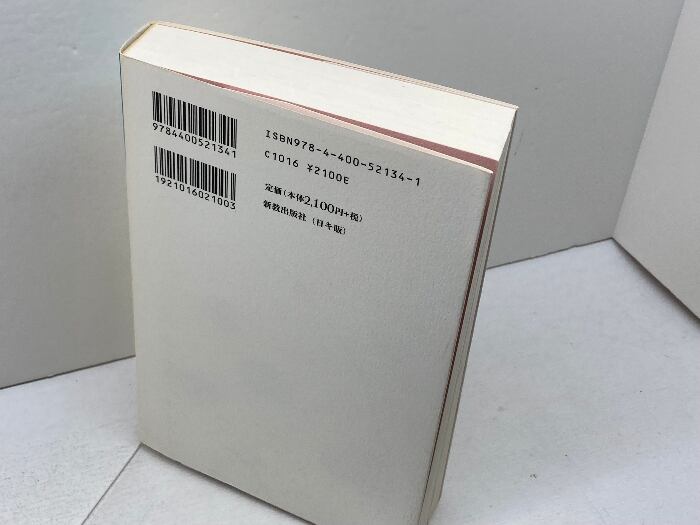 9784400521341
1921016021003
ISBN978-4-400-52134-1
C1016 ¥2100E
定価(本体2,100円+税)
新教出版社 (日キ販)